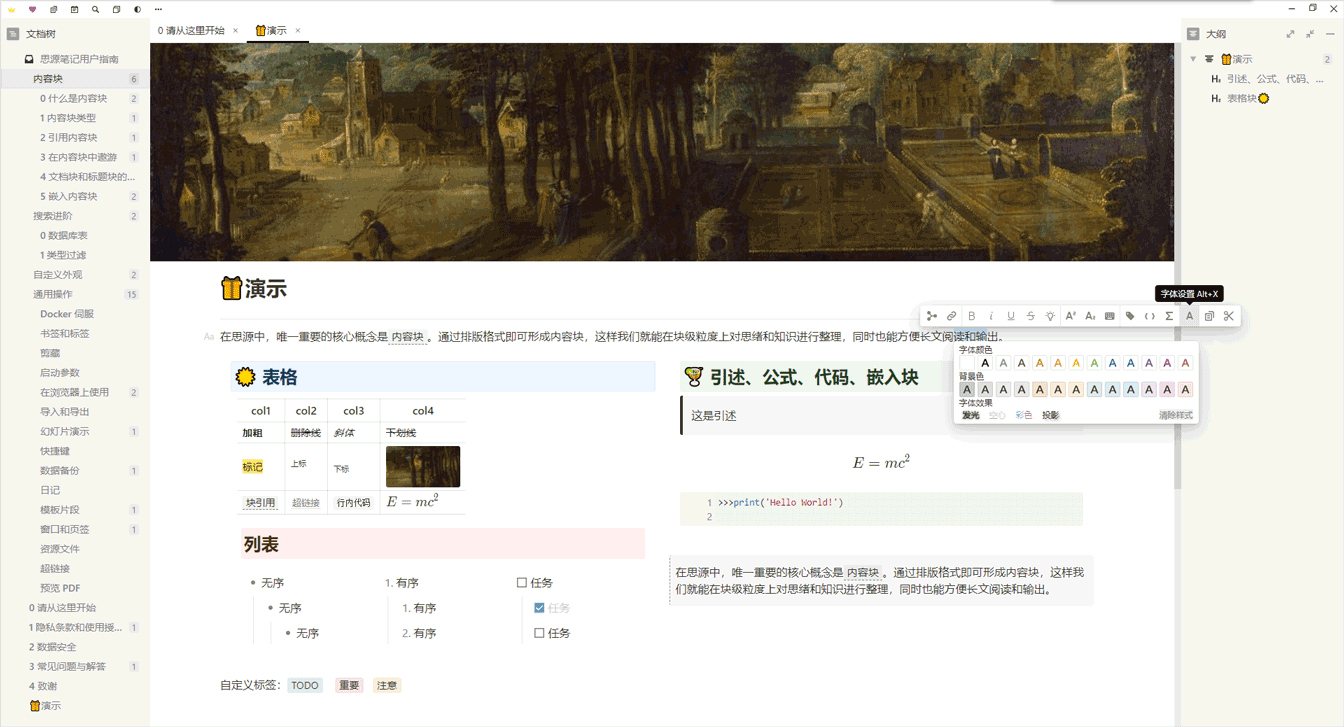 文档树
思源笔记用户指南
内容块 6
0 什么是内容块 2
1 内容块类型 1
2 引用内容块 1
3 在内容块中遨游 1
4 文档块和标题块的...
5 嵌入内容块 2
搜索进阶 2
0 数据库表
1 类型过滤
自定义外观 2
通用操作 15
Docker 伺服
书签和标签
剪藏
启动参数
在浏览器上使用 2
导入和导出
幻灯片演示 1
快捷键
数据备份 1
日记
模板片段 1
窗口和页签 1
资源文件
超链接
预览 PDF
0 请从这里开始
1 隐私条款和使用授... 1
2 数据安全
3 常见问题与解答 1
4 致谢
演示
0 请从这里开始 ×
演示 ×
演示
Aa 在思源中，唯一重要的核心概念是 内容块 。通过排版格式即可形成内容块，这样我们就能在块级粒度上对思绪和知识进行整理，同时也能方便长文阅读和输出。
表格
col1 col2 col3 col4
加粗 删除线 斜体 下划线
标记 上标 下标
块引用 超链接 行内代码 E = mc²
列表
• 无序 1. 有序 任务
• 无序 1. 有序 任务
• 无序 2. 有序 任务
自定义标签： TODO 重要 注意
引述、公式、代码、嵌入块
这是引述
E = mc²
1 >>>print('Hello World!')
2
在思源中，唯一重要的核心概念是 内容块 。通过排版格式即可形成内容块，这样我
们就能在块级粒度上对思绪和知识进行整理，同时也能方便长文阅读和输出。
字体设置 Alt+X
B i U S A² A₂ Σ A
字体颜色
A A A A A A A A A A A A
背景色
A A A A A A A A A A A A A
字体效果
发光 空心 彩色 投影 清除样式
大纲
演示 2
H₂ 引述、公式、代码、...
H₂ 表格块